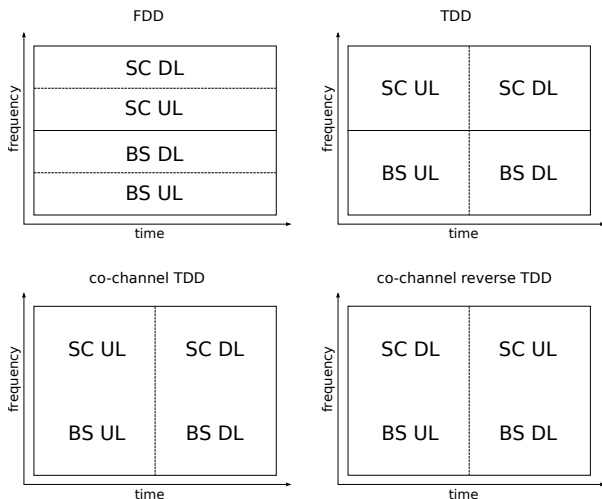 FDD
frequency
SC DL
SC UL
BS DL
BS UL
time
TDD
frequency
SC UL SC DL
BS UL BS DL
time
co-channel TDD
frequency
SC UL SC DL
BS UL BS DL
time
co-channel reverse TDD
frequency
SC DL SC UL
BS UL BS DL
time